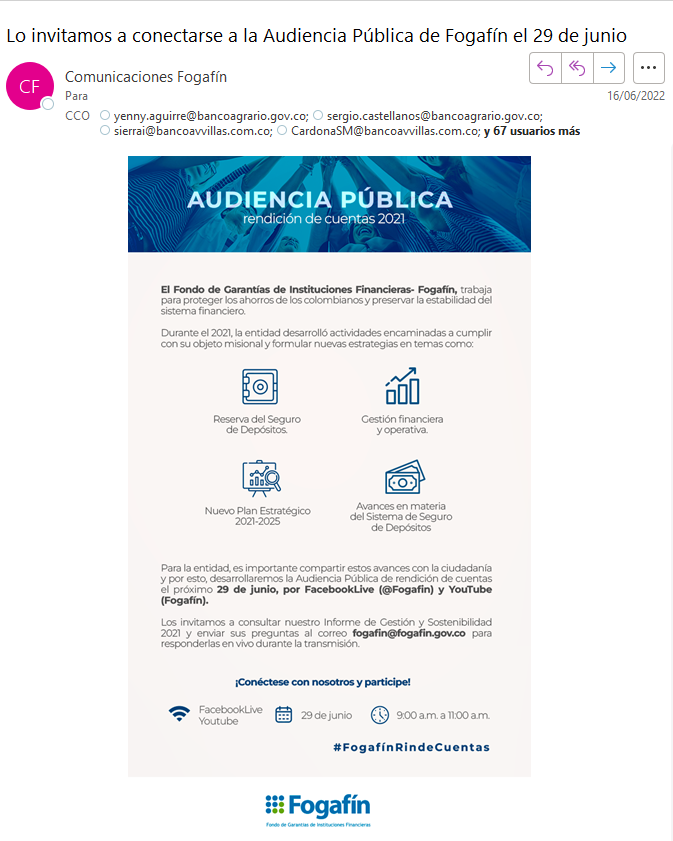 Lo invitamos a conectarse a la Audiencia Pública de Fogafín el 29 de junio
CF
Comunicaciones Fogafín
Para
16/06/2022
CCO yenny.aguirre@bancoagrario.gov.co; sergio.castellanos@bancoagrario.gov.co;
sierrai@bancoavvillas.com.co; CardonaSM@bancoavvillas.com.co; y 67 usuarios más
AUDIENCIA PÚBLICA
rendición de cuentas 2021
El Fondo de Garantías de Instituciones Financieras- Fogafín, trabaja
para proteger los ahorros de los colombianos y preservar la estabilidad del
sistema financiero.
Durante el 2021, la entidad desarrolló actividades encaminadas a cumplir
con su objeto misional y formular nuevas estrategias en temas como:
Reserva del Seguro
de Depósitos.
Gestión financiera
y operativa.
Nuevo Plan Estratégico
2021-2025
Avances en materia
del Sistema de Seguro
de Depósitos
Para la entidad, es importante compartir estos avances con la ciudadanía
y por esto, desarrollaremos la Audiencia Pública de rendición de cuentas
el próximo 29 de junio, por FacebookLive (@Fogafin) y YouTube
(Fogafín).
Los invitamos a consultar nuestro Informe de Gestión y Sostenibilidad
2021 y enviar sus preguntas al correo fogafin@fogafin.gov.co para
responderlas en vivo durante la transmisión.
¡Conéctese con nosotros y participe!
FacebookLive
Youtube
29 de junio
9:00 a.m. a 11:00 a.m.
#FogafínRindeCuentas
Fogafín
Fondo de Garantías de Instituciones Financieras